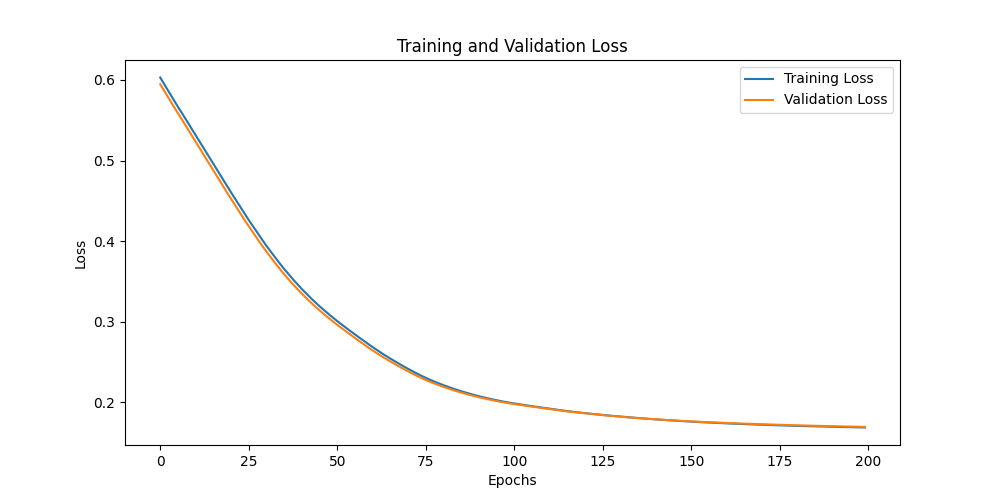 Training and Validation Loss
Training Loss
Validation Loss
0.6
0.5
0.4
0.3
0.2
Loss
0 25 50 75 100 125 150 175 200
Epochs